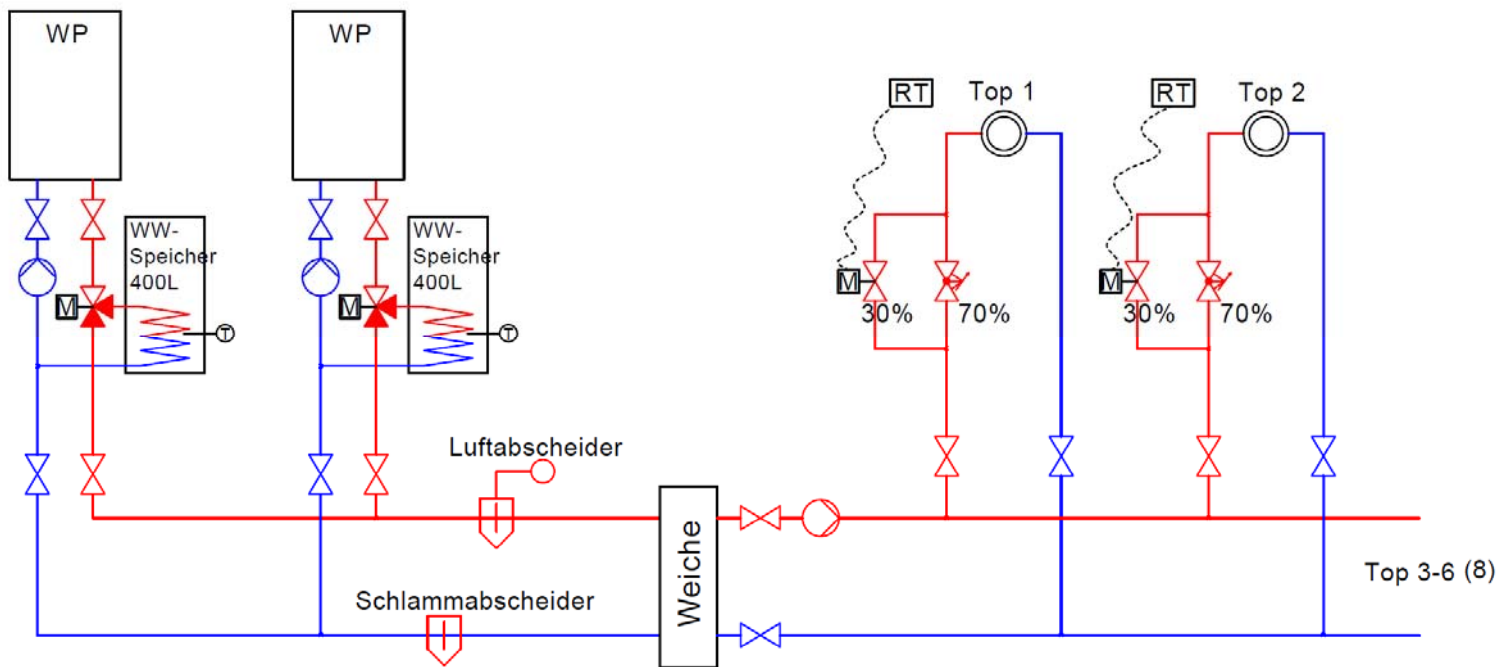 WP
WP
RT
Top 1
RT
Top 2
WW-
Speicher
400L
WW-
Speicher
400L
M
M
M
M
T
T
30%
70%
30%
70%
Luftabscheider
Weiche
Top 3-6 (8)
Schlammabscheider